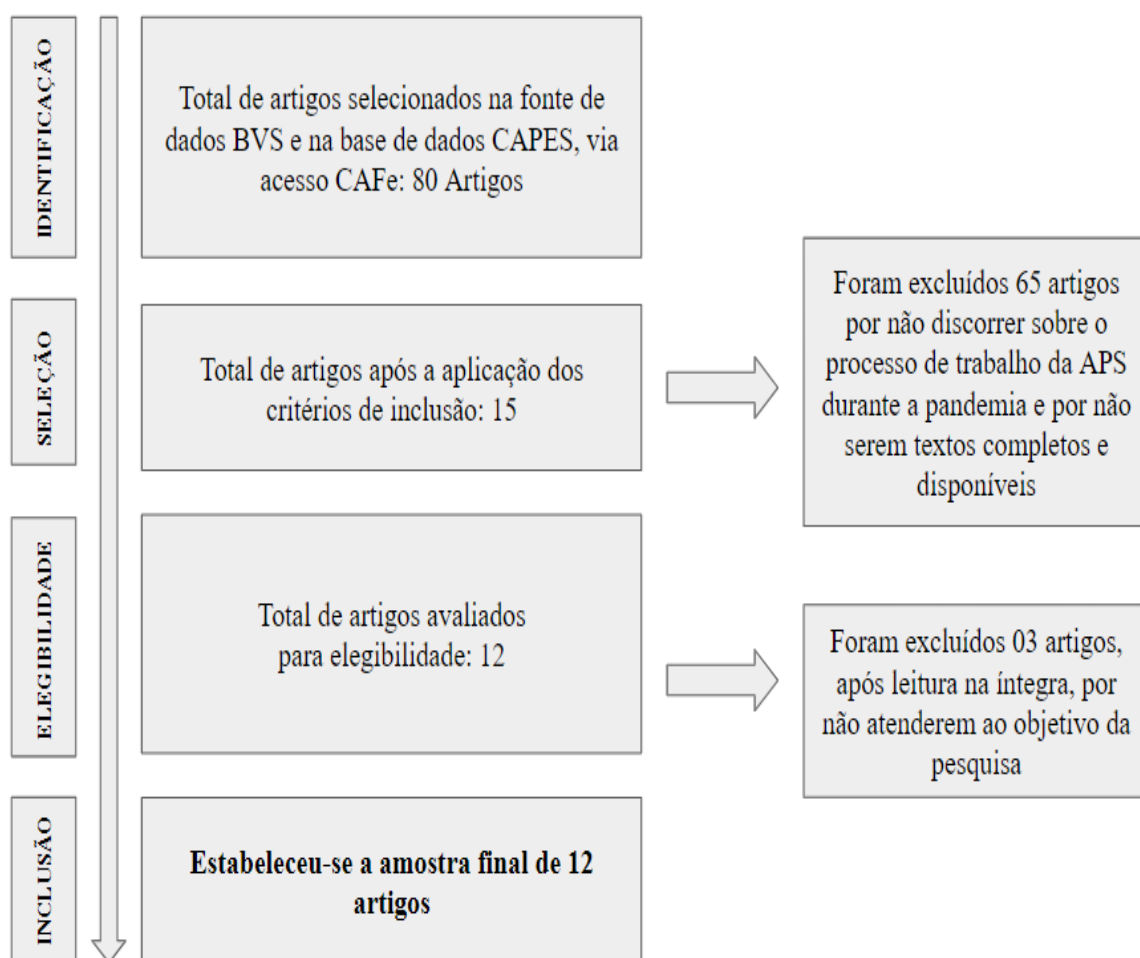 IDENTIFICAÇÃO
Total de artigos selecionados na fonte de
dados BVS e na base de dados CAPES, via
acesso CAFe: 80 Artigos
SELEÇÃO
Total de artigos após a aplicação dos
critérios de inclusão: 15
Foram excluídos 65 artigos
por não discorrer sobre o
processo de trabalho da APS
durante a pandemia e por não
serem textos completos e
disponíveis
ELEGIBILIDADE
Total de artigos avaliados
para elegibilidade: 12
Foram excluídos 03 artigos,
após leitura na íntegra, por
não atenderem ao objetivo da
pesquisa
INCLUSÃO
Estabeleceu-se a amostra final de 12
artigos